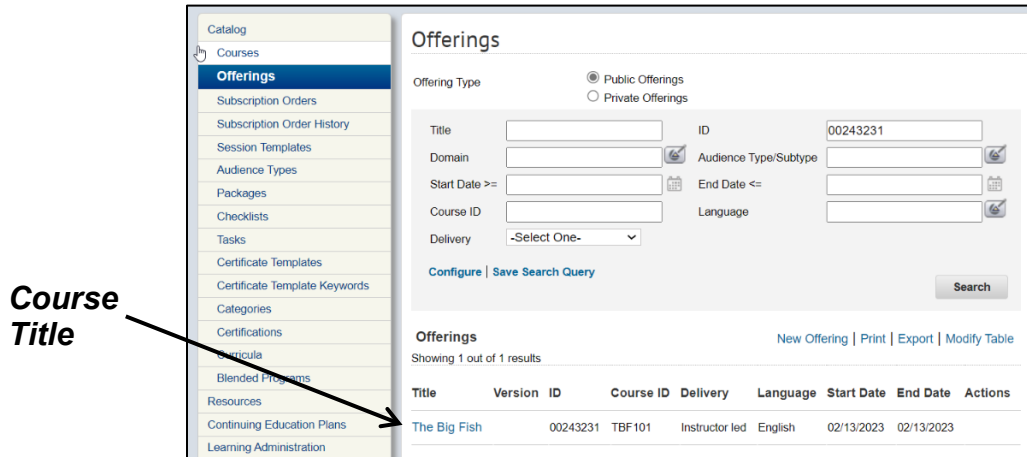 Catalog
Courses
Offerings
Subscription Orders
Subscription Order History
Session Templates
Audience Types
Packages
Checklists
Tasks
Certificate Templates
Certificate Template Keywords
Categories
Certifications
Curricula
Blended Programs
Resources
Continuing Education Plans
Learning Administration
Course
Title
Offerings
Offering Type
Public Offerings
Private Offerings
Title ID 00243231
Domain Audience Type/Subtype
Start Date >= End Date <=
Course ID Language
Delivery -Select One-
Configure | Save Search Query
Search
Offerings New Offering | Print | Export | Modify Table
Showing 1 out of 1 results
Title Version ID Course ID Delivery Language Start Date End Date Actions
The Big Fish 00243231 TBF101 Instructor led English 02/13/2023 02/13/2023